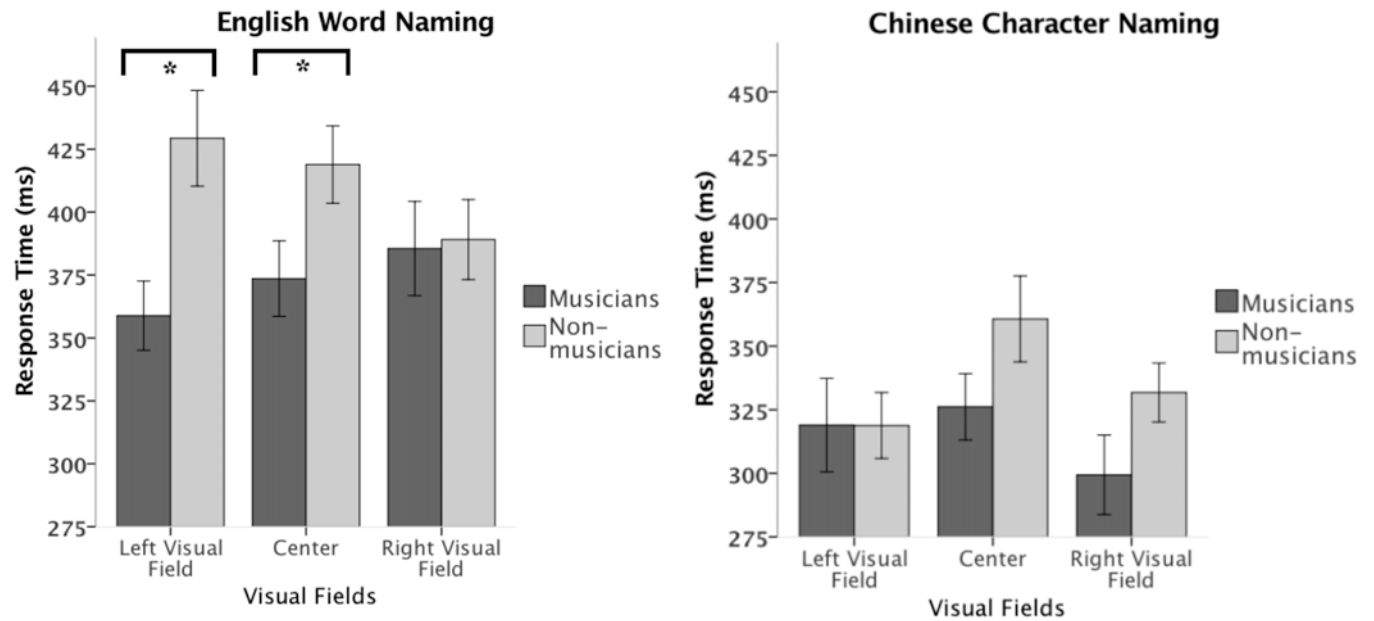 English Word Naming
Response Time (ms)
450
425
400
375
350
325
300
275
*
*
Left Visual
Field
Center
Right Visual
Field
Visual Fields
Musicians
Non-
musicians
Chinese Character Naming
Response Time (ms)
450
425
400
375
350
325
300
275
Left Visual
Field
Center
Right Visual
Field
Visual Fields
Musicians
Non-
musicians